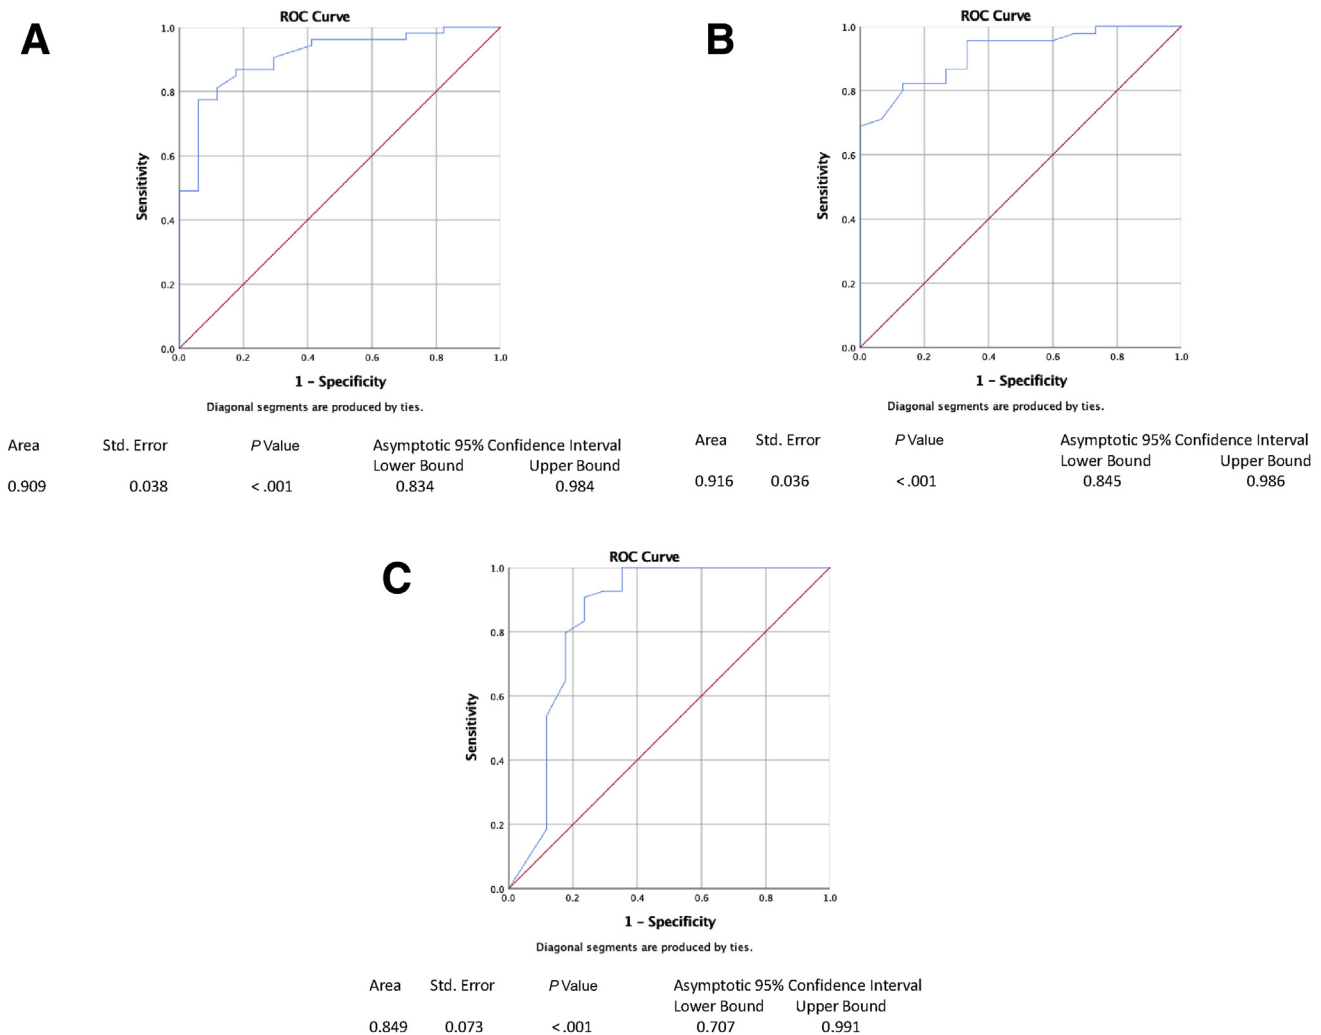 A
ROC Curve
1.0
0.8
0.6
0.4
0.2
0.0
Sensitivity
0.0 0.2 0.4 0.6 0.8 1.0
1 – Specificity
Diagonal segments are produced by ties.
Area Std. Error P Value Asymptotic 95% Confidence Interval
Lower Bound Upper Bound
0.909 0.038 <.001 0.834 0.984
B
ROC Curve
1.0
0.8
0.6
0.4
0.2
0.0
Sensitivity
0.0 0.2 0.4 0.6 0.8 1.0
1 – Specificity
Diagonal segments are produced by ties.
Area Std. Error P Value Asymptotic 95% Confidence Interval
Lower Bound Upper Bound
0.916 0.036 <.001 0.845 0.986
C
ROC Curve
1.0
0.8
0.6
0.4
0.2
0.0
Sensitivity
0.0 0.2 0.4 0.6 0.8 1.0
1 – Specificity
Diagonal segments are produced by ties.
Area Std. Error P Value Asymptotic 95% Confidence Interval
Lower Bound Upper Bound
0.849 0.073 <.001 0.707 0.991